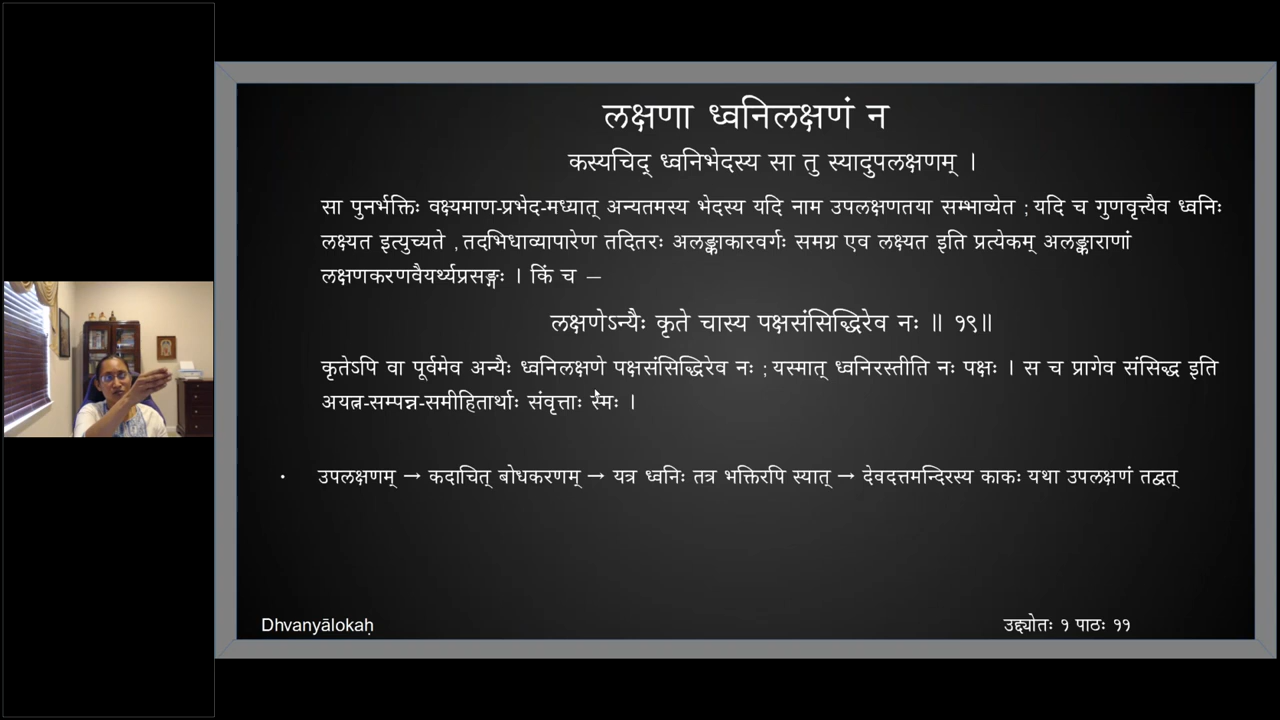 लक्षणा ध्वनिलक्षणं न
कस्यचिद् ध्वनिभेदस्य सा तु स्यादुपलक्षणम् ।
सा पुनर्भक्तिः वक्ष्यमाण-प्रभेद-मध्यात् अन्यतमस्य भेदस्य यदि नाम उपलक्षणतया सम्भाव्येत ; यदि च गुणवृत्त्यैव ध्वनिः
लक्ष्यत इत्युच्यते , तदभिधाव्यापारेण तदितरः अलङ्काकारवर्गः समग्र एव लक्ष्यत इति प्रत्येकम् अलङ्काराणां
लक्षणकरणवैयर्थ्यप्रसङ्गः । किं च –
लक्षणेऽन्यैः कृते चास्य पक्षसंसिद्धिरेव नः ॥ १९॥
कृतेऽपि वा पूर्वमेव अन्यैः ध्वनिलक्षणे पक्षसंसिद्धिरेव नः ; यस्मात् ध्वनिरस्तीति नः पक्षः । स च प्रागेव संसिद्ध इति
अयत्न-सम्पन्न-समीहितार्थाः संवृत्ताः स्मः ।
• उपलक्षणम् → कदाचित् बोधकरणम् → यत्र ध्वनिः तत्र भक्तिरपि स्यात् → देवदत्तमन्दिरस्य काकः यथा उपलक्षणं तद्वत्
Dhvanyālokaḥ
उद्द्योतः १ पाठः ११